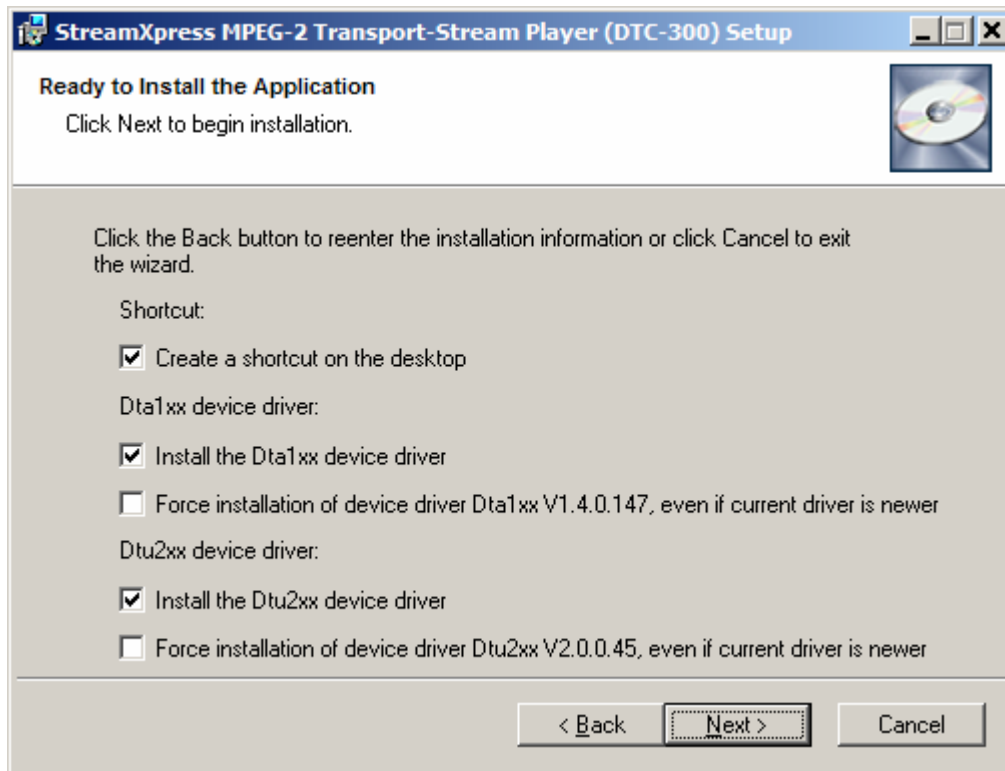 StreamXpress MPEG-2 Transport-Stream Player (DTC-300) Setup
Ready to Install the Application
Click Next to begin installation.
Click the Back button to reenter the installation information or click Cancel to exit
the wizard.
Shortcut:
Create a shortcut on the desktop
Dta1xx device driver:
Install the Dta1xx device driver
Force installation of device driver Dta1xx V1.4.0.147, even if current driver is newer
Dtu2xx device driver:
Install the Dtu2xx device driver
Force installation of device driver Dtu2xx V2.0.0.45, even if current driver is newer
< Back Next > Cancel